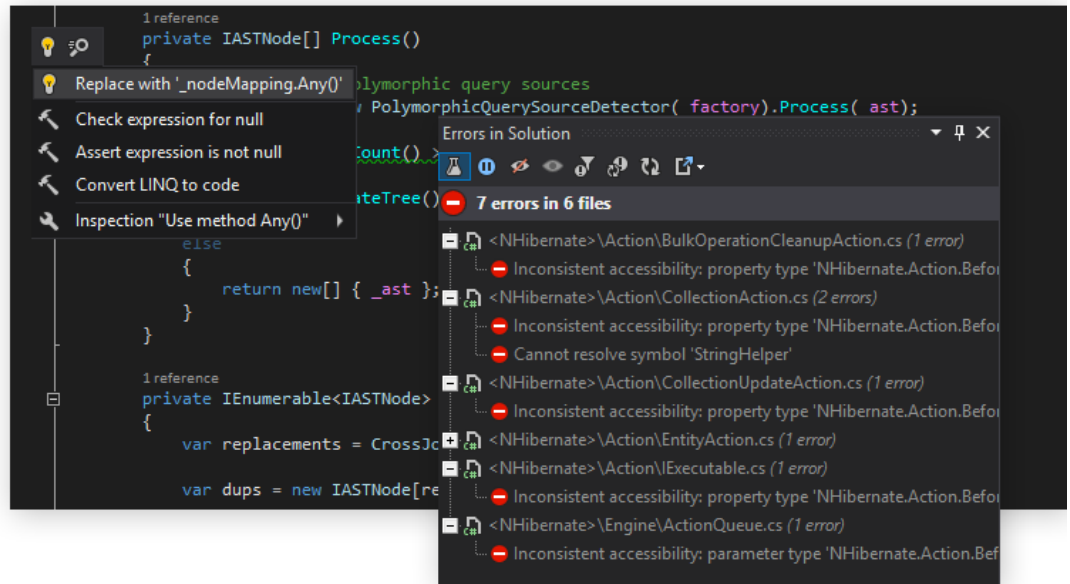 1 reference
private IASTNode[] Process()
{
Replace with '_nodeMapping.Any()'
Check expression for null
Assert expression is not null
Convert LINQ to code
Inspection "Use method Any()"
olymorphic query sources
PolymorphicQuerySourceDetector(_factory).Process(_ast);
Count() >
ateTree()
else
{
return new[] { _ast };
}
}
1 reference
private IEnumerable<IASTNode>
{
var replacements = CrossJo
var dups = new IASTNode[re
Errors in Solution
7 errors in 6 files
<NHibernate>\Action\BulkOperationCleanupAction.cs (1 error)
Inconsistent accessibility: property type 'NHibernate.Action.Befor
<NHibernate>\Action\CollectionAction.cs (2 errors)
Inconsistent accessibility: property type 'NHibernate.Action.Befor
Cannot resolve symbol 'StringHelper'
<NHibernate>\Action\CollectionUpdateAction.cs (1 error)
Inconsistent accessibility: property type 'NHibernate.Action.Befor
<NHibernate>\Action\EntityAction.cs (1 error)
<NHibernate>\Action\IExecutable.cs (1 error)
Inconsistent accessibility: property type 'NHibernate.Action.Befor
<NHibernate>\Engine\ActionQueue.cs (1 error)
Inconsistent accessibility: parameter type 'NHibernate.Action.Bef